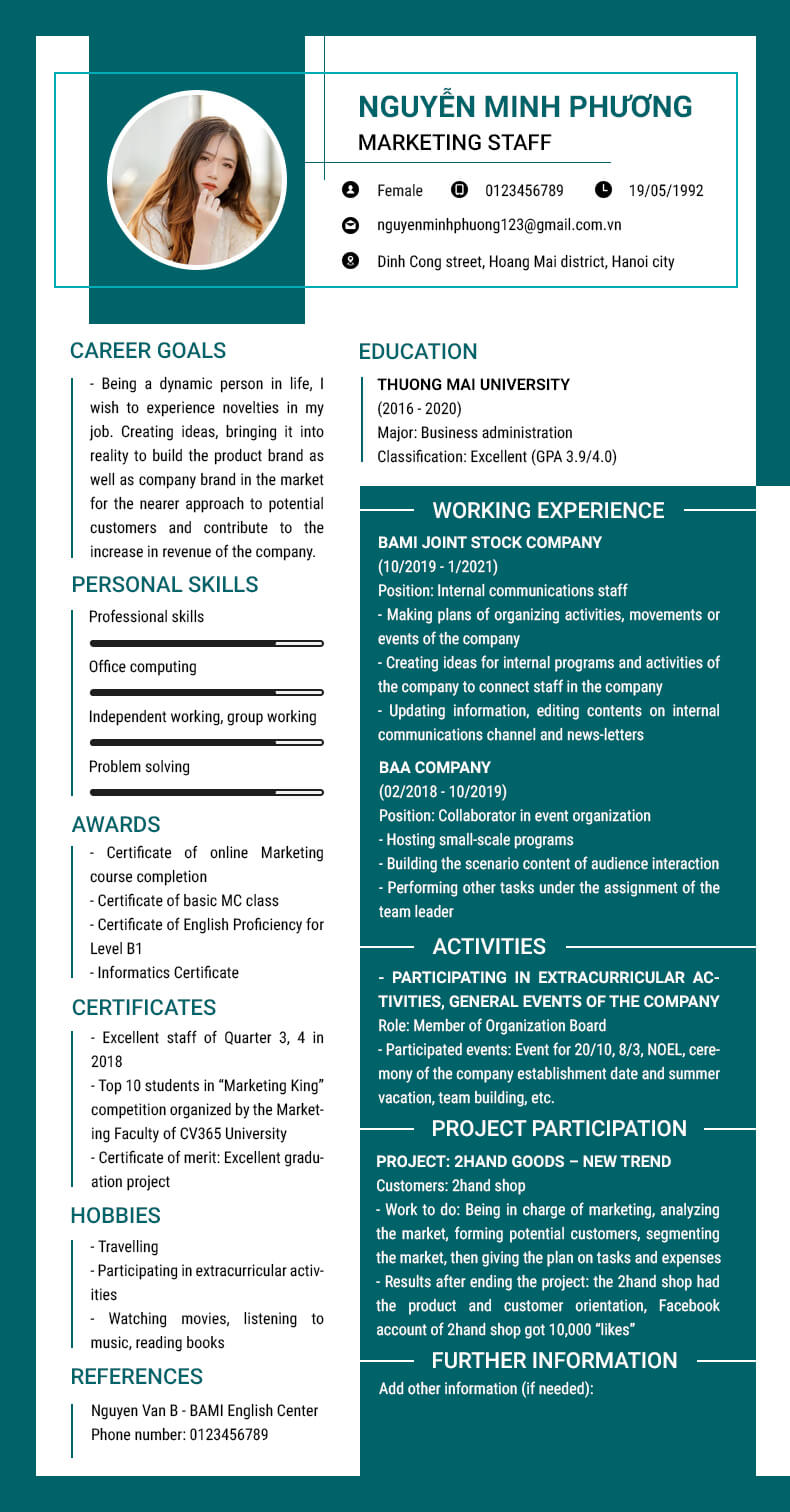 NGUYỄN MINH PHƯƠNG
MARKETING STAFF
Female 0123456789 19/05/1992
nguyenminhphuong123@gmail.com.vn
Dinh Cong street, Hoang Mai district, Hanoi city
CAREER GOALS
- Being a dynamic person in life, I
wish to experience novelties in my
job. Creating ideas, bringing it into
reality to build the product brand as
well as company brand in the market
for the nearer approach to potential
customers and contribute to the
increase in revenue of the company.
PERSONAL SKILLS
Professional skills
Office computing
Independent working, group working
Problem solving
AWARDS
- Certificate of online Marketing
course completion
- Certificate of basic MC class
- Certificate of English Proficiency for
Level B1
- Informatics Certificate
CERTIFICATES
- Excellent staff of Quarter 3, 4 in
2018
- Top 10 students in “Marketing King”
competition organized by the Market-
ing Faculty of CV365 University
- Certificate of merit: Excellent gradu-
ation project
HOBBIES
- Travelling
- Participating in extracurricular activ-
ities
- Watching movies, listening to
music, reading books
REFERENCES
Nguyen Van B - BAMI English Center
Phone number: 0123456789
EDUCATION
THUONG MAI UNIVERSITY
(2016 - 2020)
Major: Business administration
Classification: Excellent (GPA 3.9/4.0)
WORKING EXPERIENCE
BAMI JOINT STOCK COMPANY
(10/2019 - 1/2021)
Position: Internal communications staff
- Making plans of organizing activities, movements or
events of the company
- Creating ideas for internal programs and activities of
the company to connect staff in the company
- Updating information, editing contents on internal
communications channel and news-letters
BAA COMPANY
(02/2018 - 10/2019)
Position: Collaborator in event organization
- Hosting small-scale programs
- Building the scenario content of audience interaction
- Performing other tasks under the assignment of the
team leader
ACTIVITIES
- PARTICIPATING IN EXTRACURRICULAR AC-
TIVITIES, GENERAL EVENTS OF THE COMPANY
Role: Member of Organization Board
- Participated events: Event for 20/10, 8/3, NOEL, cere-
mony of the company establishment date and summer
vacation, team building, etc.
PROJECT PARTICIPATION
PROJECT: 2HAND GOODS – NEW TREND
Customers: 2hand shop
- Work to do: Being in charge of marketing, analyzing
the market, forming potential customers, segmenting
the market, then giving the plan on tasks and expenses
- Results after ending the project: the 2hand shop had
the product and customer orientation, Facebook
account of 2hand shop got 10,000 “likes”
FURTHER INFORMATION
Add other information (if needed):